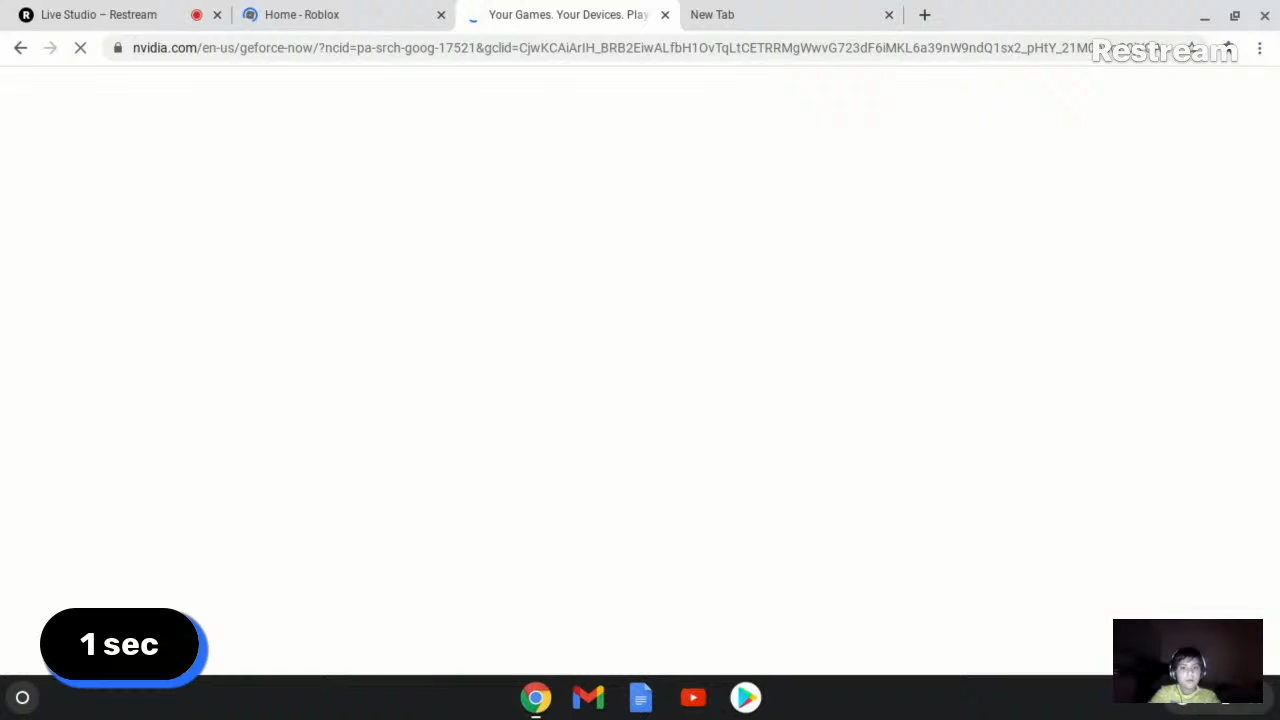 Live Studio – Restream
Home - Roblox
Your Games. Your Devices. Play
New Tab
nvidia.com/en-us/geforce-now/?ncid=pa-srch-goog-17521&gclid=CjwKCAiArIH_BRB2EiwALfbH1OvTqLtCETRRMgWwvG723dF6iMKL6a39nW9ndQ1sx2_pHtY_21M
Restream
1 sec